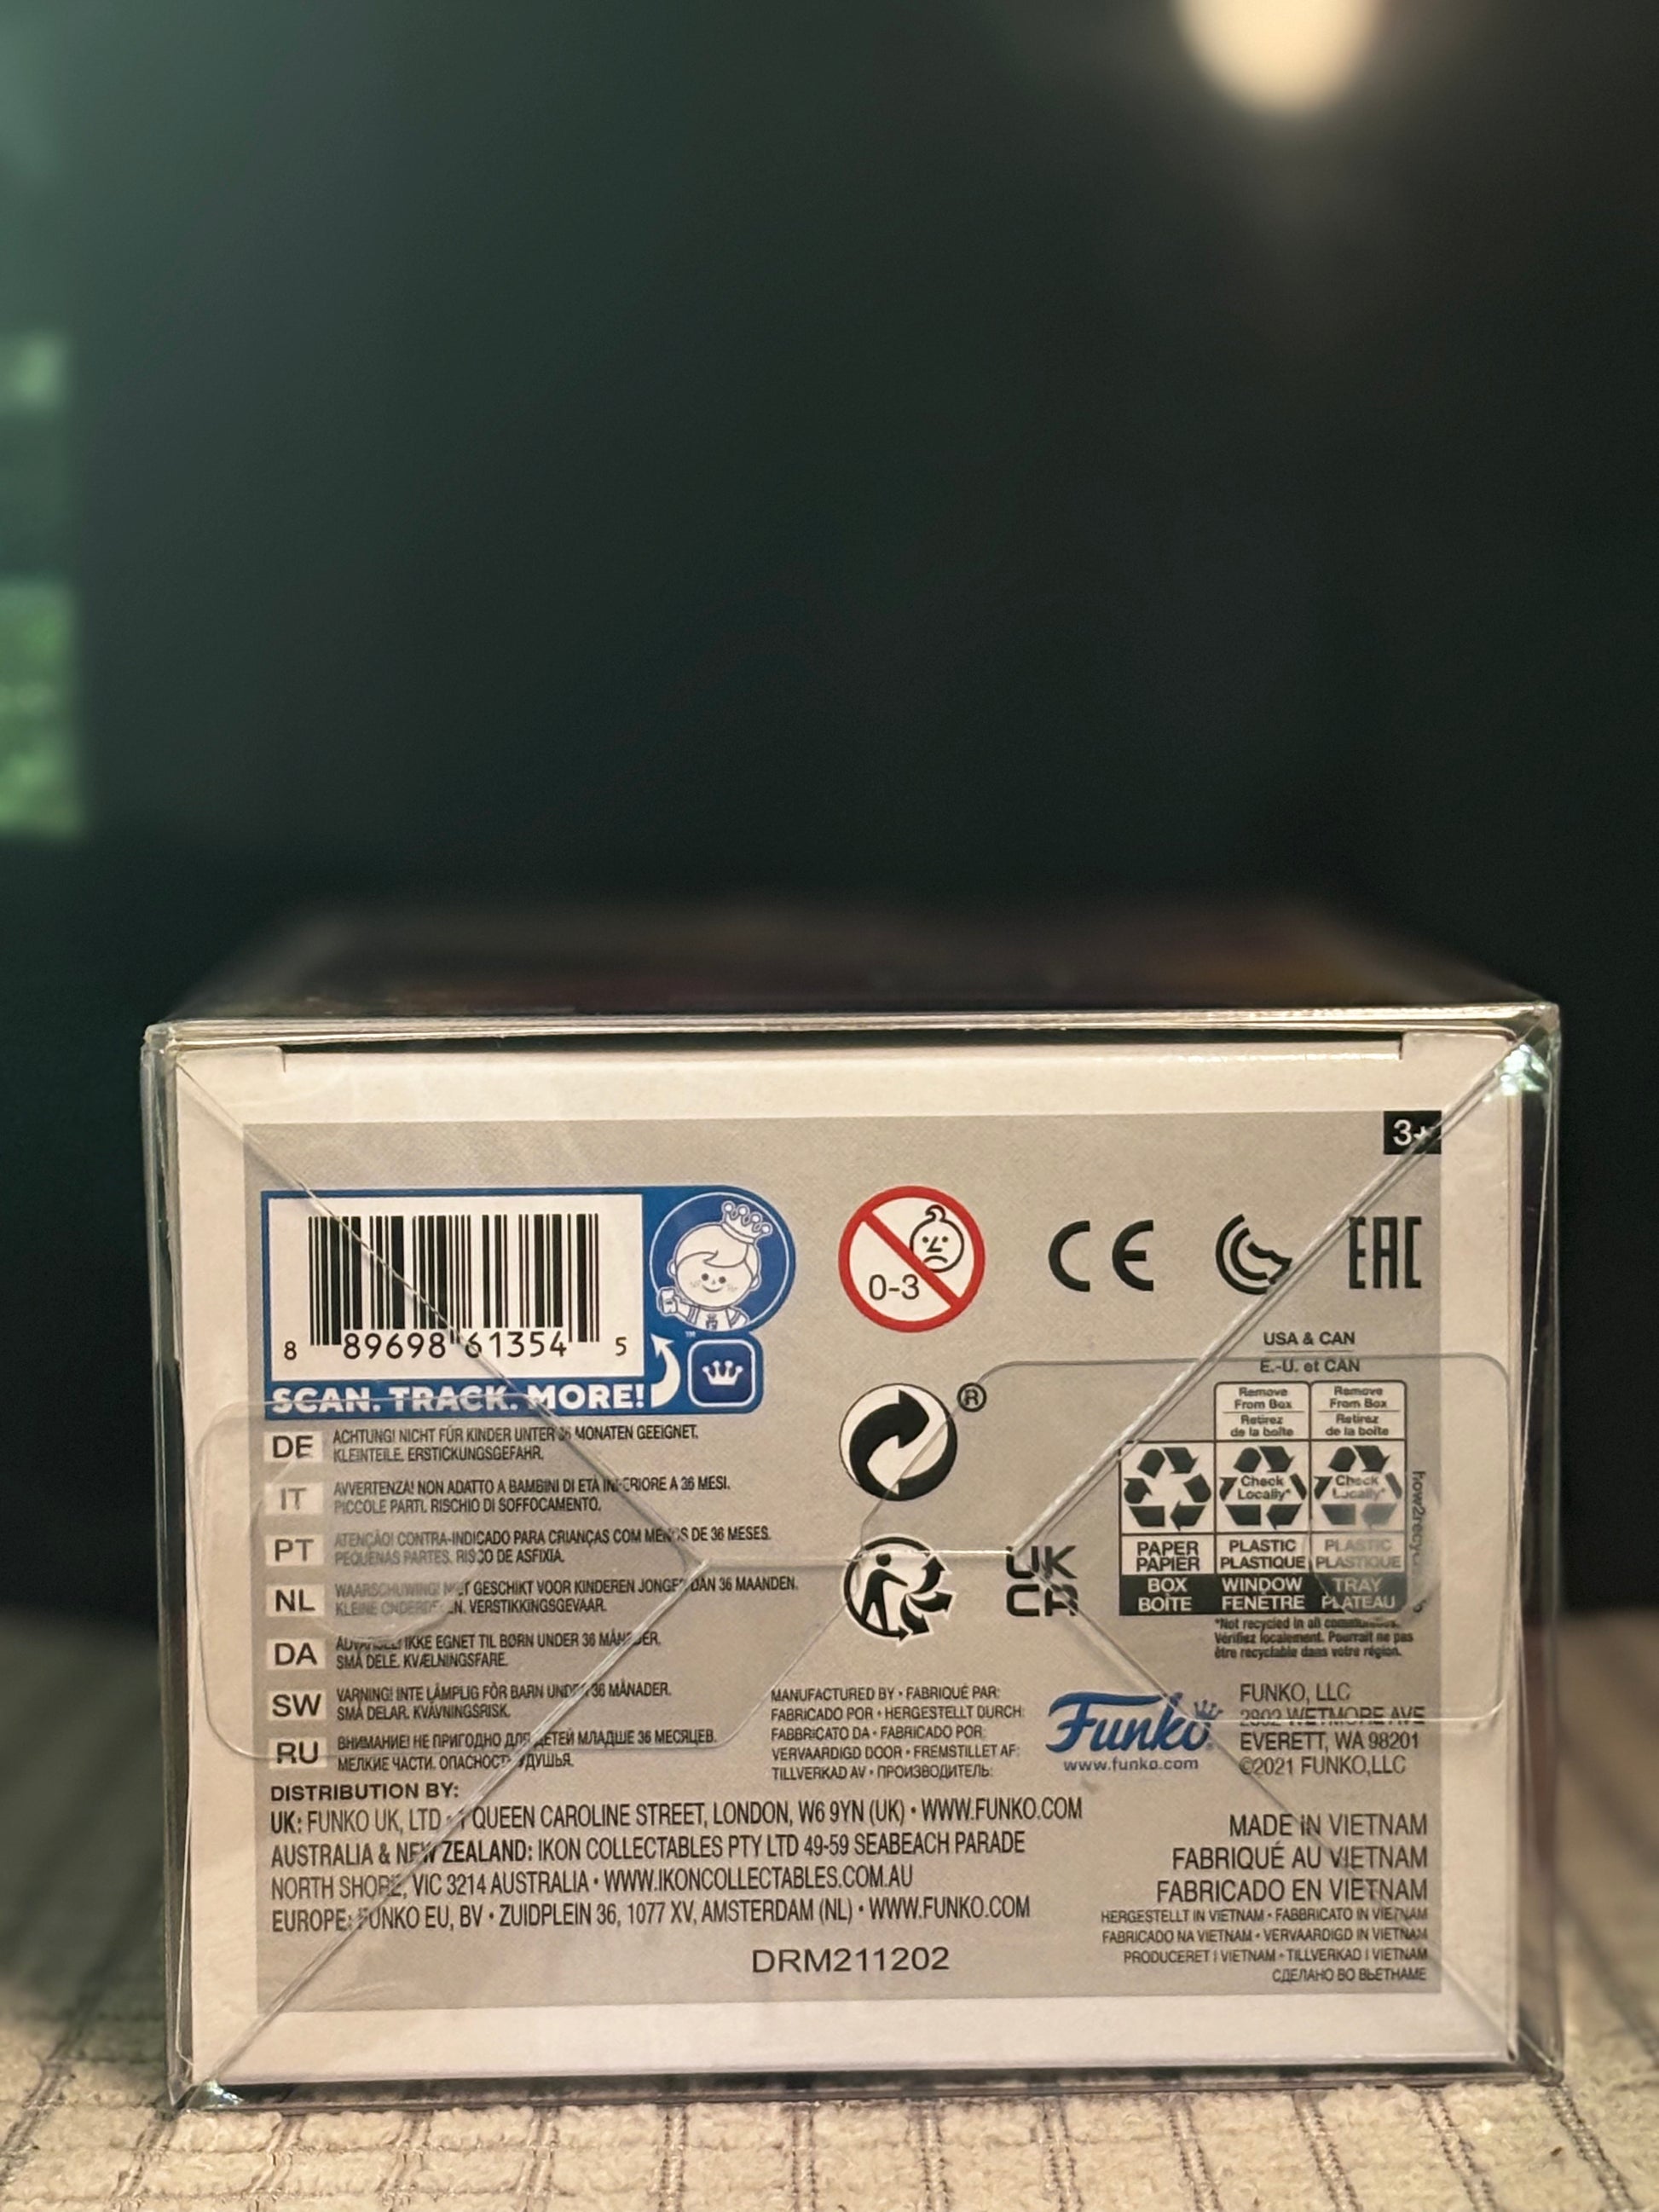 3+
8 89698 61354 5
SCAN. TRACK. MORE!
™
0-3
CE
EAC
USA & CAN
E.-U. et CAN
Remove
From Box
Retirez
de la boîte
Remove
From Box
Retirez
de la boîte
Check
Locally*
Check
Locally*
PAPER
PAPIER
PLASTIC
PLASTIQUE
PLASTIC
PLASTIQUE
BOX
BOÎTE
WINDOW
FENÊTRE
TRAY
PLATEAU
*Not recycled in all
Vérifiez localement. Pourrait ne pas
être recyclable dans votre région.
®
UK
CA
DE ACHTUNG! NICHT FÜR KINDER UNTER 36 MONATEN GEEIGNET.
KLEINTEILE. ERSTICKUNGSGEFAHR.
IT AVVERTENZA! NON ADATTO A BAMBINI DI ETÀ INFERIORE A 36 MESI.
PICCOLE PARTI. RISCHIO DI SOFFOCAMENTO.
PT ATENÇÃO! CONTRA-INDICADO PARA CRIANÇAS COM MENOS DE 36 MESES.
PEQUENAS PARTES. RISCO DE ASFIXIA.
NL WAARSCHUWING! NIET GESCHIKT VOOR KINDEREN JONGER DAN 36 MAANDEN.
KLEINE ONDERDELEN. VERSTIKKINGSGEVAAR.
DA ADVARSEL! IKKE EGNET TIL BØRN UNDER 36 MÅNEDER.
SMÅ DELE. KVÆLNINGSFARE.
SW VARNING! INTE LÄMPLIG FÖR BARN UNDER 36 MÅNADER.
SMÅ DELAR. KVÄVNINGSRISK.
RU ВНИМАНИЕ! НЕ ПРИГОДНО ДЛЯ ДЕТЕЙ МЛАДШЕ 36 МЕСЯЦЕВ.
МЕЛКИЕ ЧАСТИ. ОПАСНОСТЬ УДУШЬЯ.
MANUFACTURED BY • FABRIQUÉ PAR:
FABRICADO POR • HERGESTELLT DURCH:
FABBRICATO DA • FABRICADO POR:
VERVAARDIGD DOOR • FREMSTILLET AF:
TILLVERKAD AV • ПРОИЗВОДИТЕЛЬ:
Funko
www.funko.com
FUNKO, LLC
2802 WETMORE AVE
EVERETT, WA 98201
©2021 FUNKO,LLC
DISTRIBUTION BY:
UK: FUNKO UK, LTD • 1 QUEEN CAROLINE STREET, LONDON, W6 9YN (UK) • WWW.FUNKO.COM
AUSTRALIA & NEW ZEALAND: IKON COLLECTABLES PTY LTD 49-59 SEABEACH PARADE
NORTH SHORE, VIC 3214 AUSTRALIA • WWW.IKONCOLLECTABLES.COM.AU
EUROPE: FUNKO EU, BV • ZUIDPLEIN 36, 1077 XV, AMSTERDAM (NL) • WWW.FUNKO.COM
DRM211202
MADE IN VIETNAM
FABRIQUÉ AU VIETNAM
FABRICADO EN VIETNAM
HERGESTELLT IN VIETNAM • FABBRICATO IN VIETNAM
FABRICADO NA VIETNAM • VERVAARDIGD IN VIETNAM
PRODUCERET I VIETNAM • TILLVERKAD I VIETNAM
СДЕЛАНО ВО ВЬЕТНАМЕ